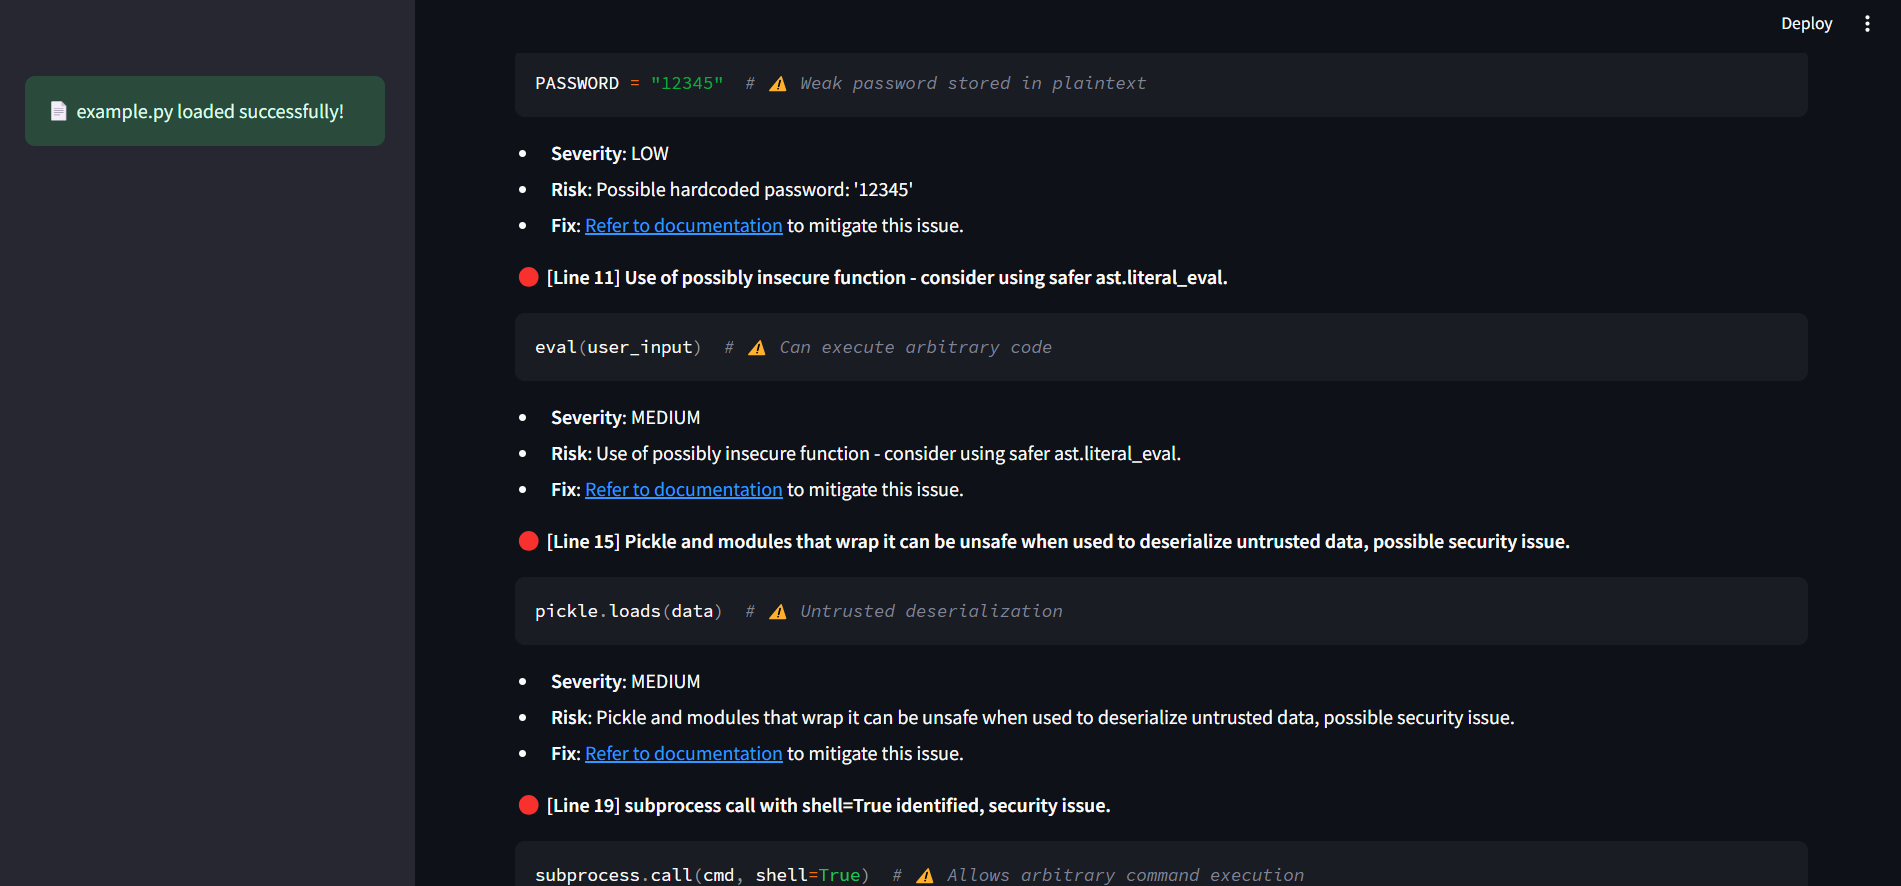 Deploy
📄 example.py loaded successfully!
PASSWORD = "12345"  # ⚠️ Weak password stored in plaintext
• Severity: LOW
• Risk: Possible hardcoded password: '12345'
• Fix: Refer to documentation to mitigate this issue.
🔴 [Line 11] Use of possibly insecure function - consider using safer ast.literal_eval.
eval(user_input)  # ⚠️ Can execute arbitrary code
• Severity: MEDIUM
• Risk: Use of possibly insecure function - consider using safer ast.literal_eval.
• Fix: Refer to documentation to mitigate this issue.
🔴 [Line 15] Pickle and modules that wrap it can be unsafe when used to deserialize untrusted data, possible security issue.
pickle.loads(data)  # ⚠️ Untrusted deserialization
• Severity: MEDIUM
• Risk: Pickle and modules that wrap it can be unsafe when used to deserialize untrusted data, possible security issue.
• Fix: Refer to documentation to mitigate this issue.
🔴 [Line 19] subprocess call with shell=True identified, security issue.
subprocess.call(cmd, shell=True)  # ⚠️ Allows arbitrary command execution